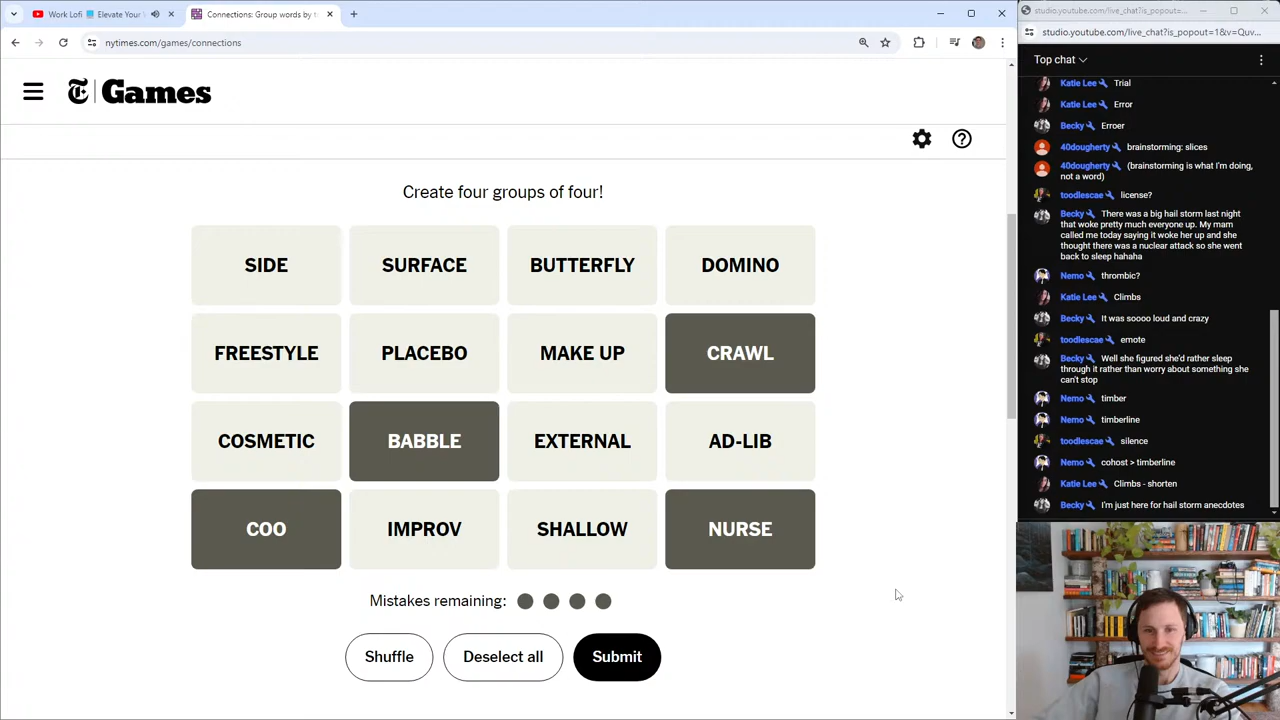 Work Lofi 📘 Elevate Your W
Connections: Group words by t
nytimes.com/games/connections
Games
Create four groups of four!
SIDE SURFACE BUTTERFLY DOMINO
FREESTYLE PLACEBO MAKE UP CRAWL
COSMETIC BABBLE EXTERNAL AD-LIB
COO IMPROV SHALLOW NURSE
Mistakes remaining:
Shuffle Deselect all Submit
studio.youtube.com/live_chat?is_popout=...
studio.youtube.com/live_chat?is_popout=1&v=Quv...
Top chat
Katie Lee Trial
Katie Lee Error
Becky Erroer
40dougherty brainstorming: slices
40dougherty (brainstorming is what I'm doing,
not a word)
toodlescae license?
Becky There was a big hail storm last night
that woke pretty much everyone up. My mam
called me today saying it woke her up and she
thought there was a nuclear attack so she went
back to sleep hahaha
Nemo thrombic?
Katie Lee Climbs
Becky It was soooo loud and crazy
toodlescae emote
Becky Well she figured she'd rather sleep
through it rather than worry about something she
can't stop
Nemo timber
Nemo timberline
toodlescae silence
Nemo cohost > timberline
Katie Lee Climbs - shorten
Becky I'm just here for hail storm anecdotes